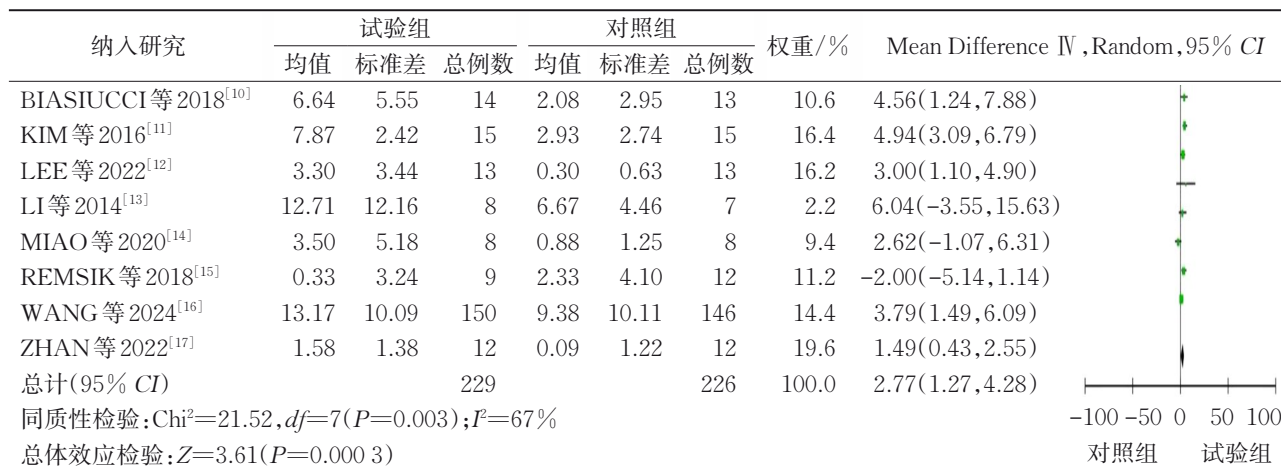 纳入研究 试验组 对照组 权重/% Mean Difference Ⅳ,Random,95% CI
均值 标准差 总例数 均值 标准差 总例数
BIASIUCCI等2018[10] 6.64 5.55 14 2.08 2.95 13 10.6 4.56(1.24,7.88)
KIM等2016[11] 7.87 2.42 15 2.93 2.74 15 16.4 4.94(3.09,6.79)
LEE等2022[12] 3.30 3.44 13 0.30 0.63 13 16.2 3.00(1.10,4.90)
LI等2014[13] 12.71 12.16 8 6.67 4.46 7 2.2 6.04(-3.55,15.63)
MIAO等2020[14] 3.50 5.18 8 0.88 1.25 8 9.4 2.62(-1.07,6.31)
REMSIK等2018[15] 0.33 3.24 9 2.33 4.10 12 11.2 -2.00(-5.14,1.14)
WANG等2024[16] 13.17 10.09 150 9.38 10.11 146 14.4 3.79(1.49,6.09)
ZHAN等2022[17] 1.58 1.38 12 0.09 1.22 12 19.6 1.49(0.43,2.55)
总计(95% CI) 229 226 100.0 2.77(1.27,4.28)
同质性检验:Chi²=21.52,df=7(P=0.003);I²=67% -100 -50 0 50 100
总体效应检验:Z=3.61(P=0.000 3) 对照组 试验组